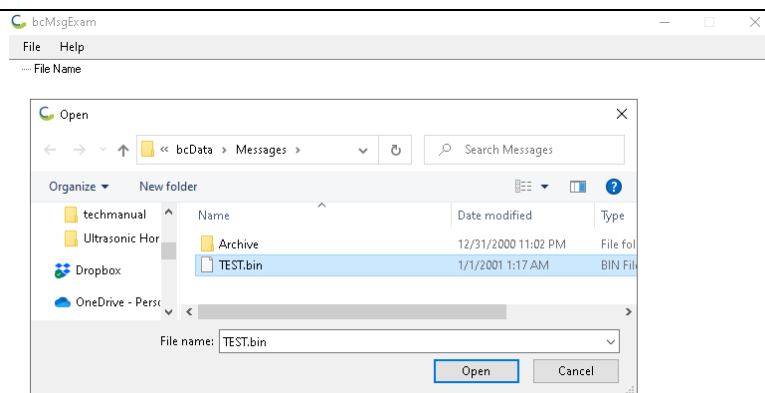 bcMsgExam
File Help
File Name
Open
« bcData › Messages ›
Search Messages
Organize New folder
Name Date modified Type
techmanual
Archive 12/31/2000 11:02 PM File fol
Ultrasonic Hor
TEST.bin 1/1/2001 1:17 AM BIN File
Dropbox
OneDrive - Perso
File name: TEST.bin
Open Cancel